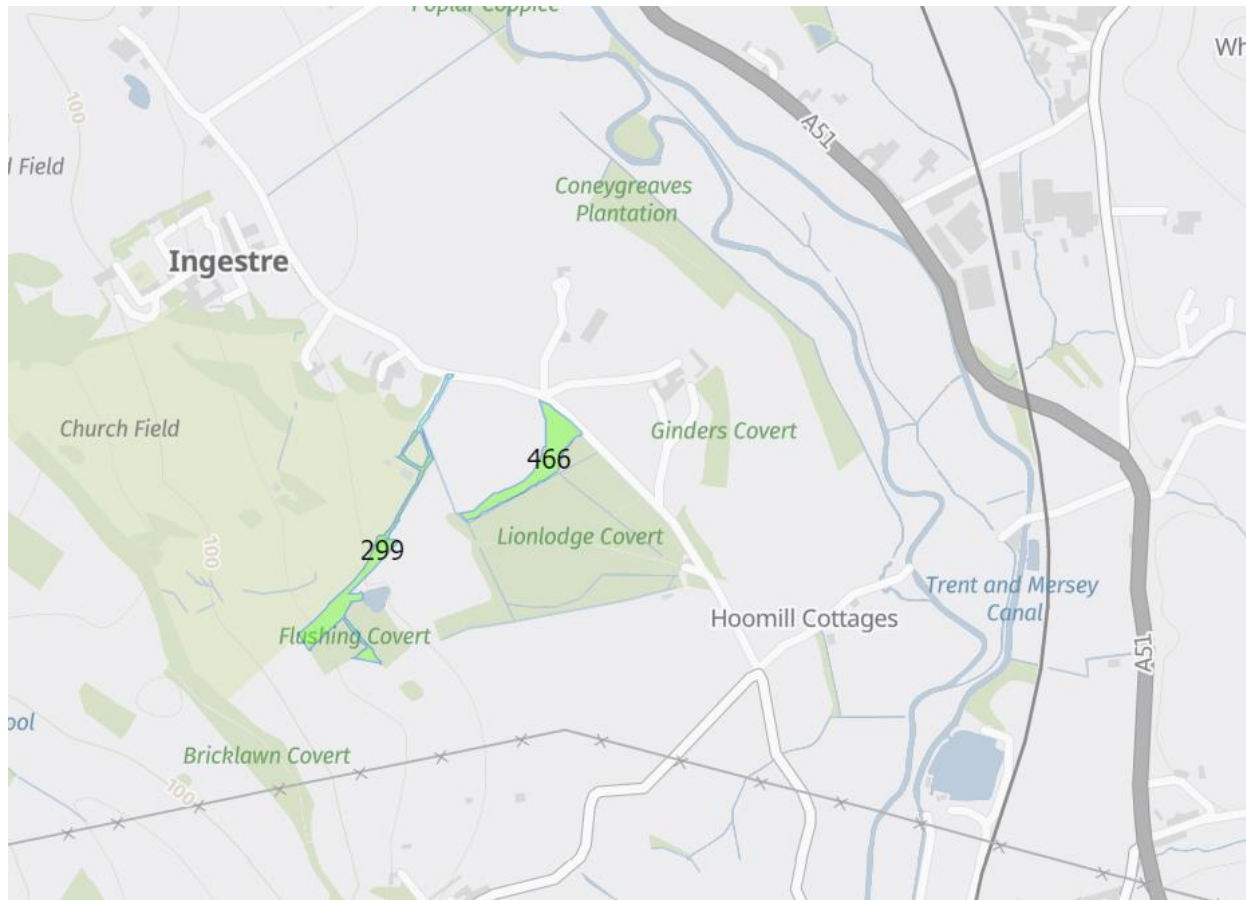 Poplar Coppice
Wh
100
A51
d Field
Coneygreaves
Plantation
Ingestre
Church Field
466
Ginders Covert
Lionlodge Covert
299
100
Trent and Mersey
Canal
Flushing Covert
Hoomill Cottages
A51
ool
Bricklawn Covert
100